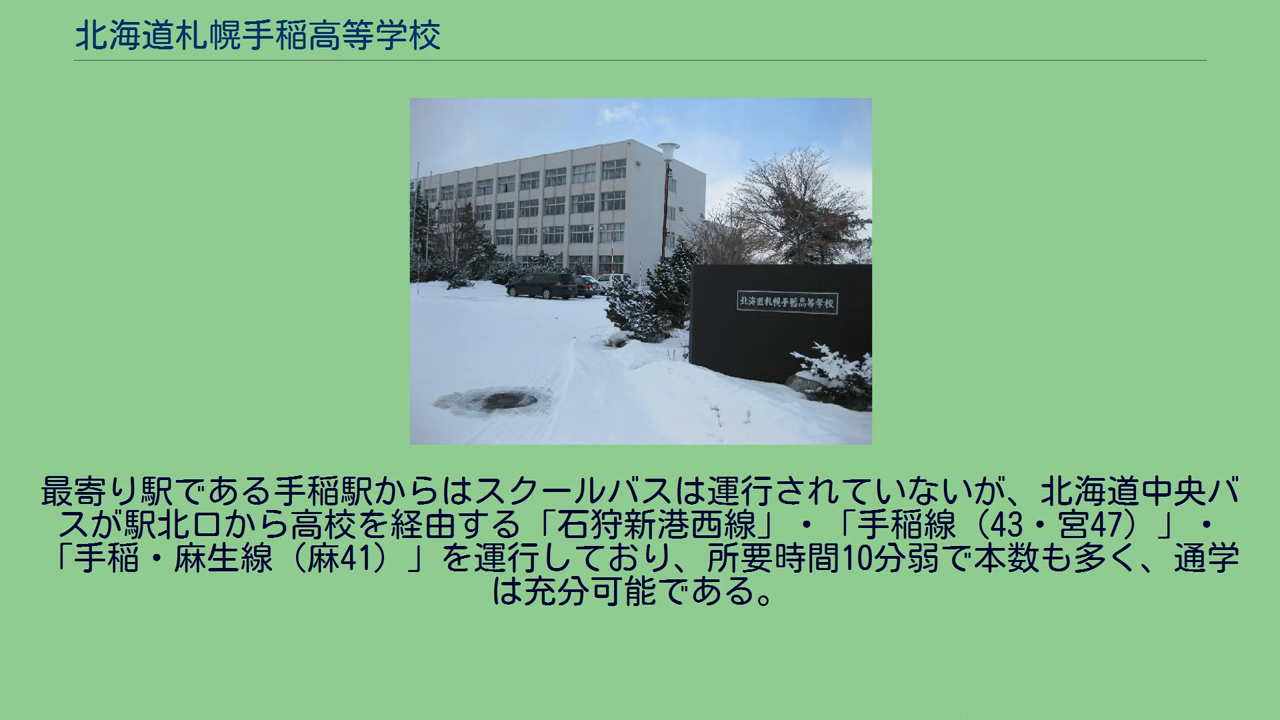 北海道札幌手稲高等学校
北海道札幌手稲高等学校
最寄り駅である手稲駅からはスクールバスは運行されていないが、北海道中央バ
スが駅北口から高校を経由する「石狩新港西線」・「手稲線（43・宮47）」・
「手稲・麻生線（麻41）」を運行しており、所要時間10分弱で本数も多く、通学
は充分可能である。